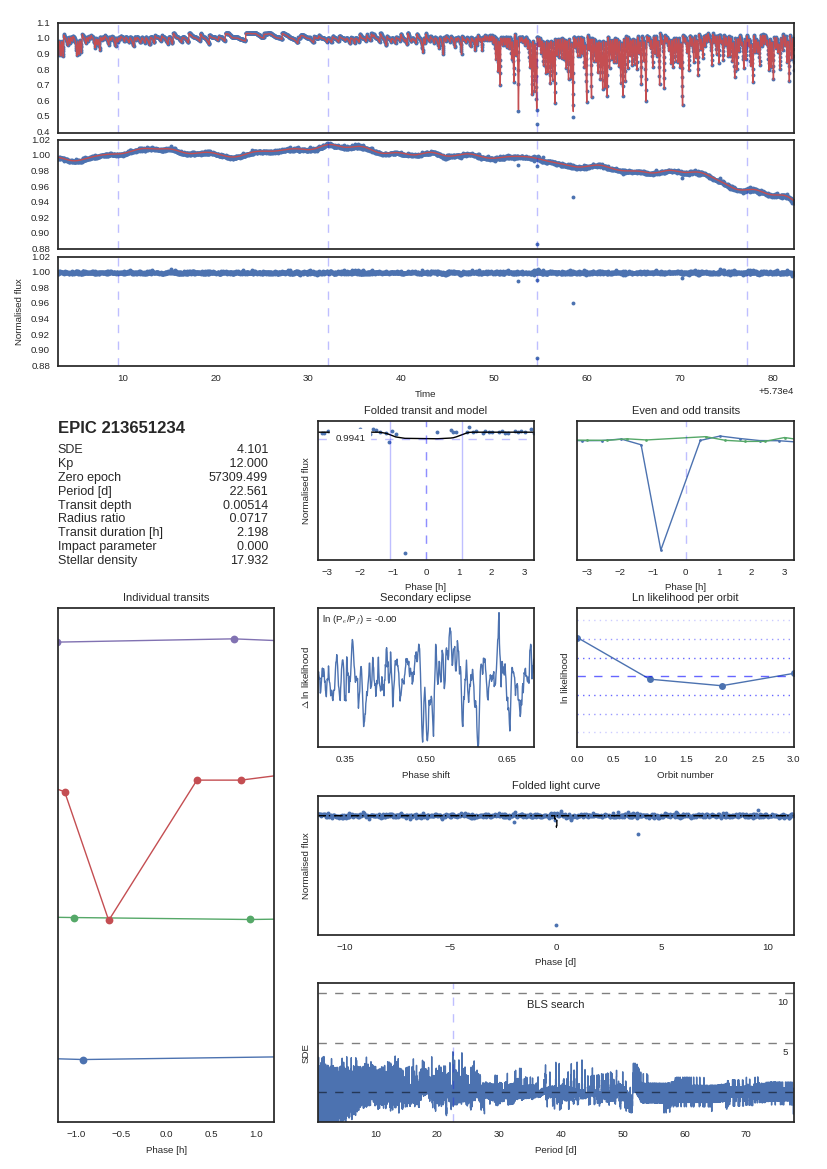 1.1
1.0
0.9
0.8
0.7
0.6
0.5
0.4
1.02
1.00
0.98
0.96
0.94
0.92
0.90
0.88
1.02
1.00
0.98
0.96
0.94
0.92
0.90
0.88
Normalised flux
10 20 30 40 50 60 70 80
Time
+5.73e4
EPIC 213651234
SDE 4.101
Kp 12.000
Zero epoch 57309.499
Period [d] 22.561
Transit depth 0.00514
Radius ratio 0.0717
Transit duration [h] 2.198
Impact parameter 0.000
Stellar density 17.932
Folded transit and model
0.9941
Normalised flux
−3 −2 −1 0 1 2 3
Phase [h]
Even and odd transits
−3 −2 −1 0 1 2 3
Phase [h]
Individual transits
−1.0 −0.5 0.0 0.5 1.0
Phase [h]
Secondary eclipse
Δ ln likelihood
0.35 0.50 0.65
Phase shift
Ln likelihood per orbit
ln likelihood
0.0 0.5 1.0 1.5 2.0 2.5 3.0
Orbit number
Folded light curve
Normalised flux
−10 −5 0 5 10
Phase [d]
BLS search
10
5
SDE
10 20 30 40 50 60 70
Period [d]